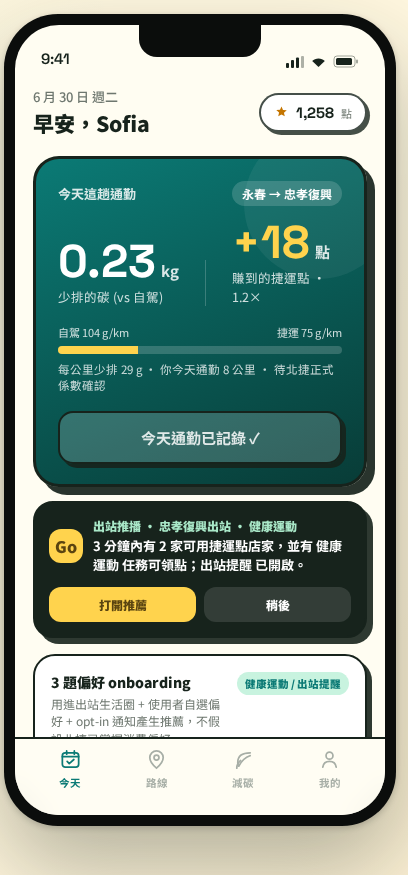 9:41
6 月 30 日 週二
早安，Sofia
★ 1,258 點
今天這趟通勤
永春 → 忠孝復興
0.23 kg
少排的碳 (vs 自駕)
+18 點
賺到的捷運點 ・
1.2×
自駕 104 g/km
捷運 75 g/km
每公里少排 29 g ・ 你今天通勤 8 公里 ・ 待北捷正式
係數確認
今天通勤已記錄 ✓
Go
出站推播 ・ 忠孝復興出站 ・ 健康運動
3 分鐘內有 2 家可用捷運點店家，並有 健康
運動 任務可領點；出站提醒 已開啟。
打開推薦
稍後
3 題偏好 onboarding
健康運動 / 出站提醒
用進出站生活圈 + 使用者自選偏
好 + opt-in 通知產生推薦，不假
今天
路線
減碳
我的